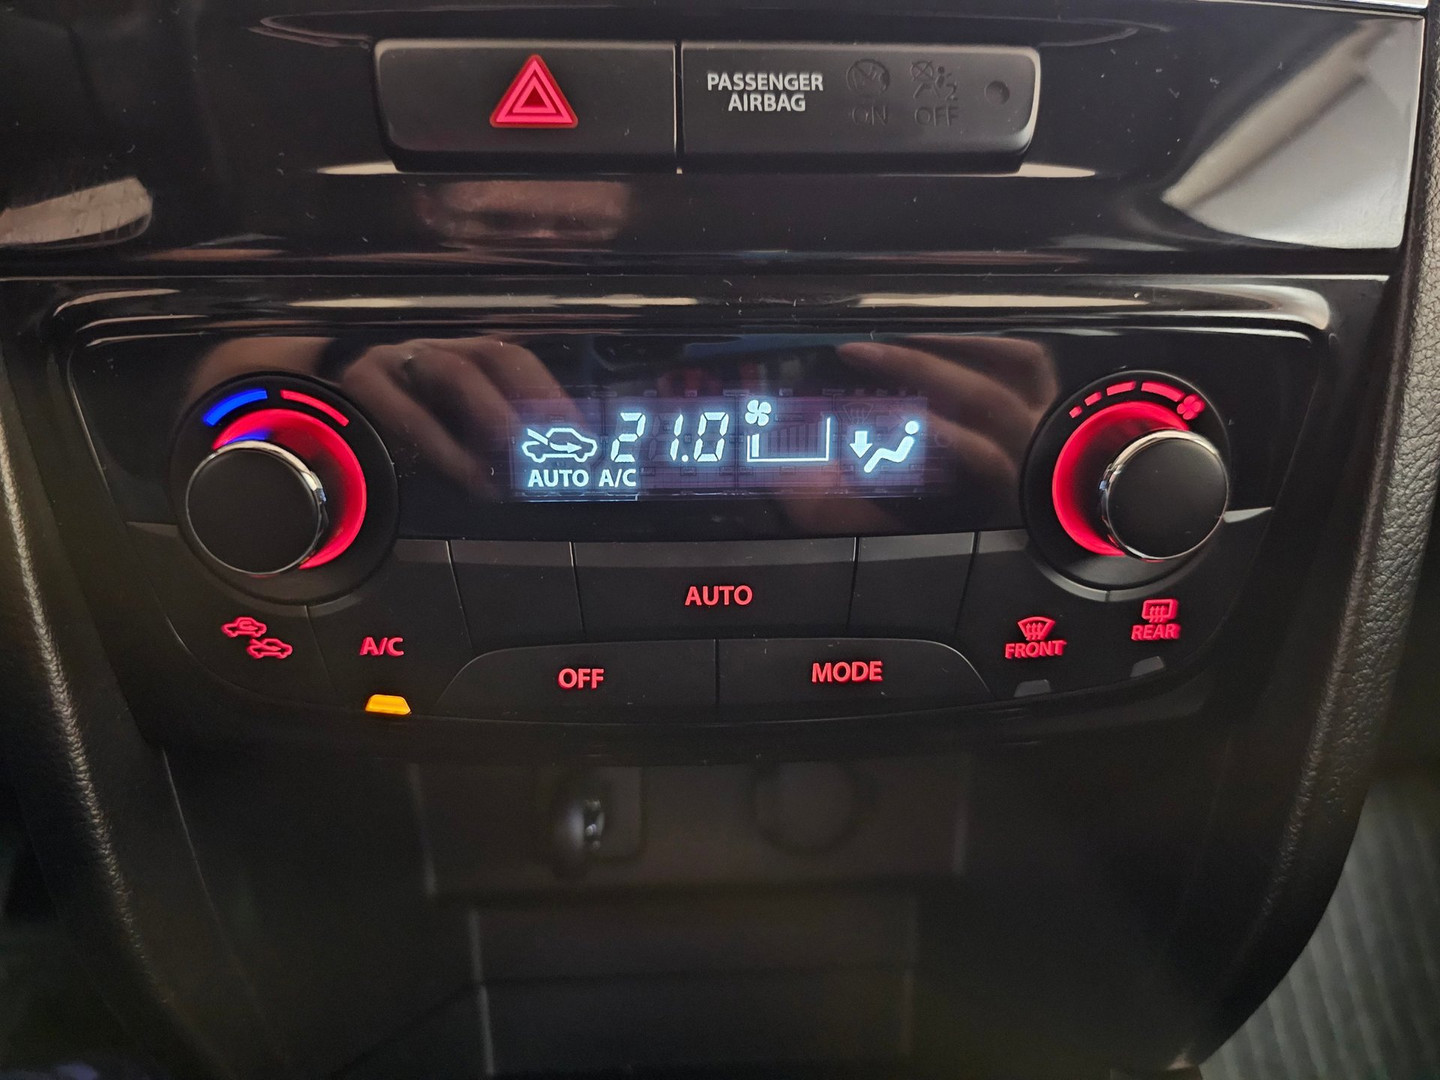 PASSENGER
AIRBAG
ON OFF
21.0
AUTO A/C
AUTO
A/C
OFF
MODE
FRONT
REAR